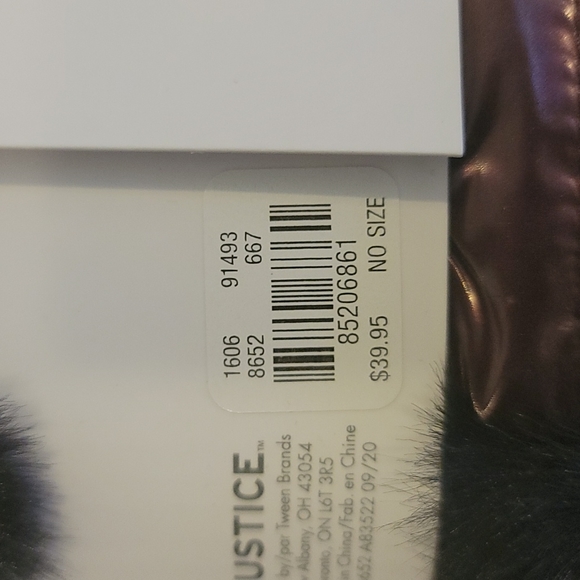 1606 91493
8652 667
85206861
$39.95 NO SIZE
USTICE™
by/par Tween Brands
Albany, OH 43054
ON L6T 3R5
China/Fab. en Chine
A83522 09/20